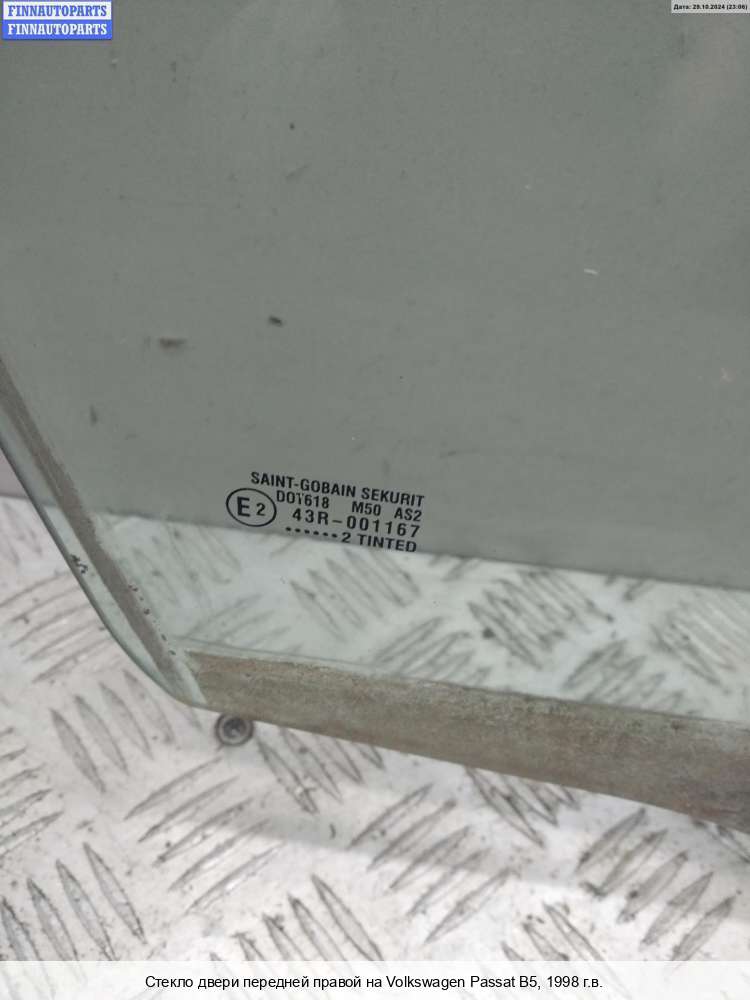 FINNAUTOPARTS
FINNAUTOPARTS
Дата: 29.10.2024 (23:06)
SAINT-GOBAIN SEKURIT
DOT618 M50 AS2
E2 43R-001167
......2 TINTED
Стекло двери передней правой на Volkswagen Passat B5, 1998 г.в.